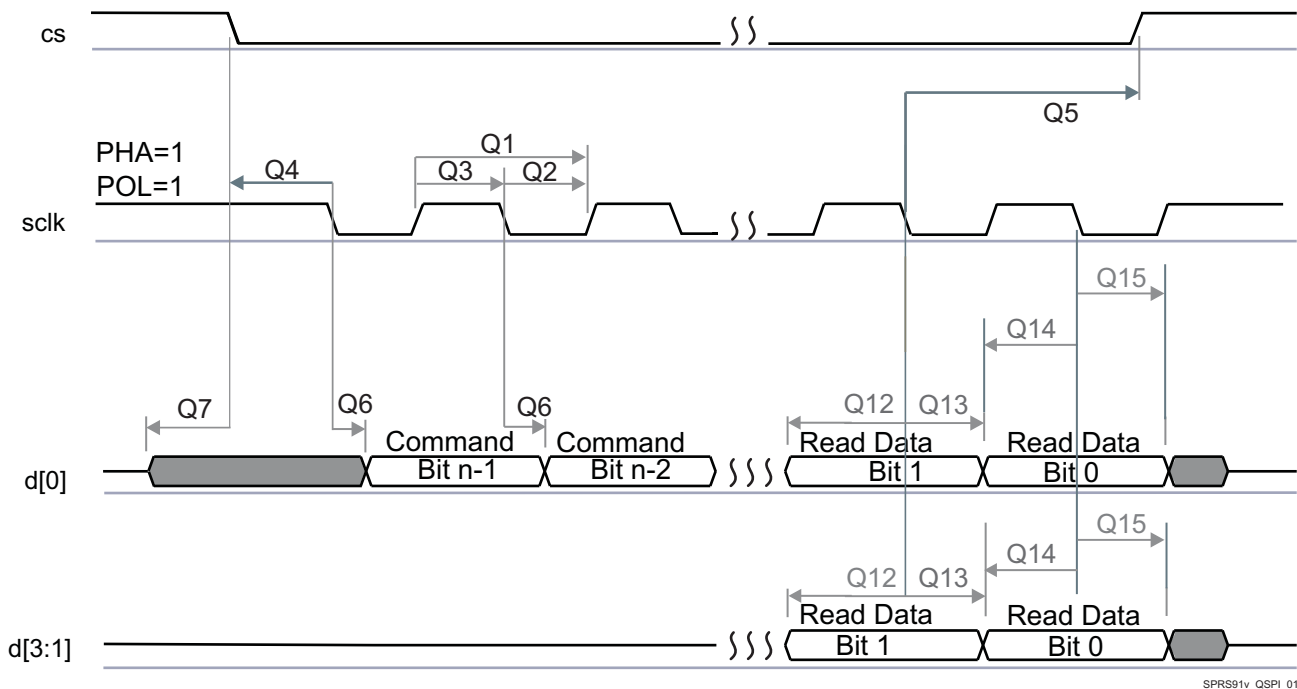 cs
Q5
PHA=1
POL=1
Q1
Q4
Q3
Q2
sclk
Q15
Q14
Q7
Q6
Q6
Q12
Q13
Command
Command
Read Data
Read Data
d[0]
Bit n-1
Bit n-2
Bit 1
Bit 0
Q15
Q14
Q12
Q13
Read Data
Read Data
d[3:1]
Bit 1
Bit 0
SPRS91v_QSPI_01